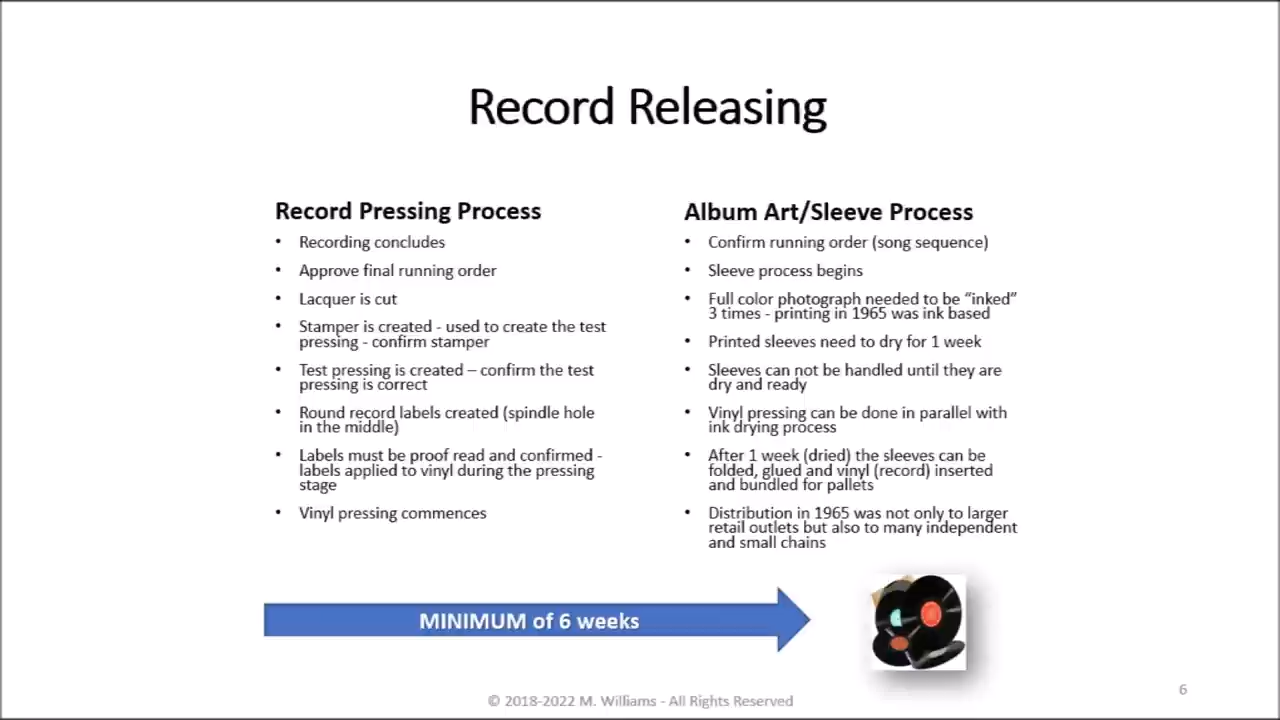 Record Releasing
Record Pressing Process
• Recording concludes
• Approve final running order
• Lacquer is cut
• Stamper is created - used to create the test
pressing - confirm stamper
• Test pressing is created – confirm the test
pressing is correct
• Round record labels created (spindle hole
in the middle)
• Labels must be proof read and confirmed -
labels applied to vinyl during the pressing
stage
• Vinyl pressing commences
Album Art/Sleeve Process
• Confirm running order (song sequence)
• Sleeve process begins
• Full color photograph needed to be “inked”
3 times - printing in 1965 was ink based
• Printed sleeves need to dry for 1 week
• Sleeves can not be handled until they are
dry and ready
• Vinyl pressing can be done in parallel with
ink drying process
• After 1 week (dried) the sleeves can be
folded, glued and vinyl (record) inserted
and bundled for pallets
• Distribution in 1965 was not only to larger
retail outlets but also to many independent
and small chains
MINIMUM of 6 weeks
© 2018-2022 M. Williams - All Rights Reserved
6